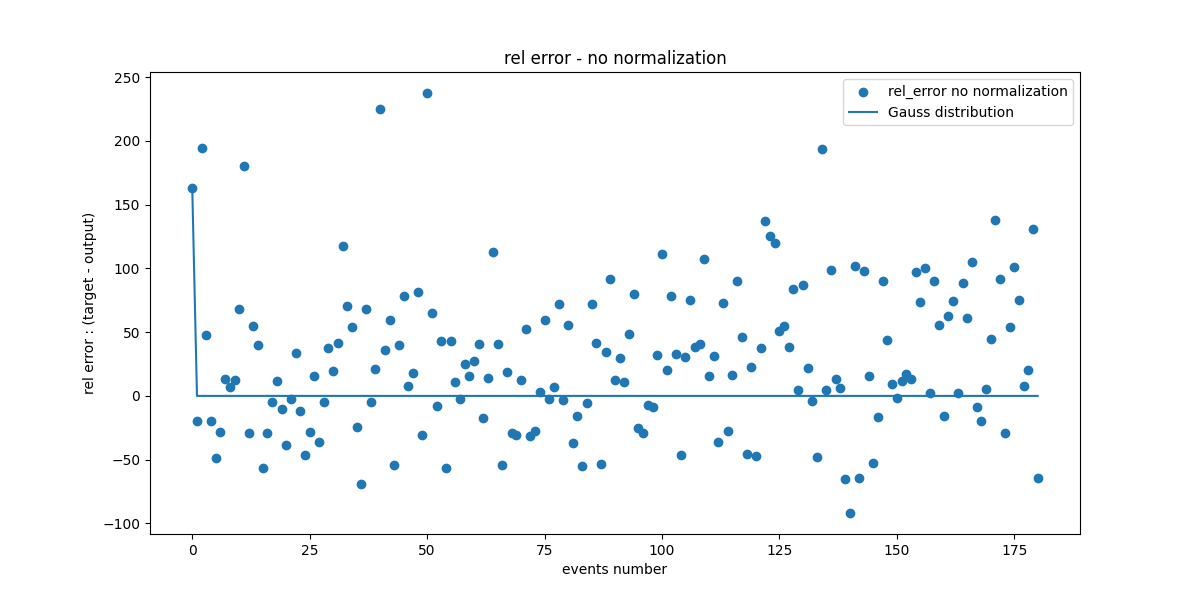 rel error - no normalization
rel_error no normalization
Gauss distribution
rel error : (target - output)
250
200
150
100
50
0
−50
−100
0 25 50 75 100 125 150 175
events number